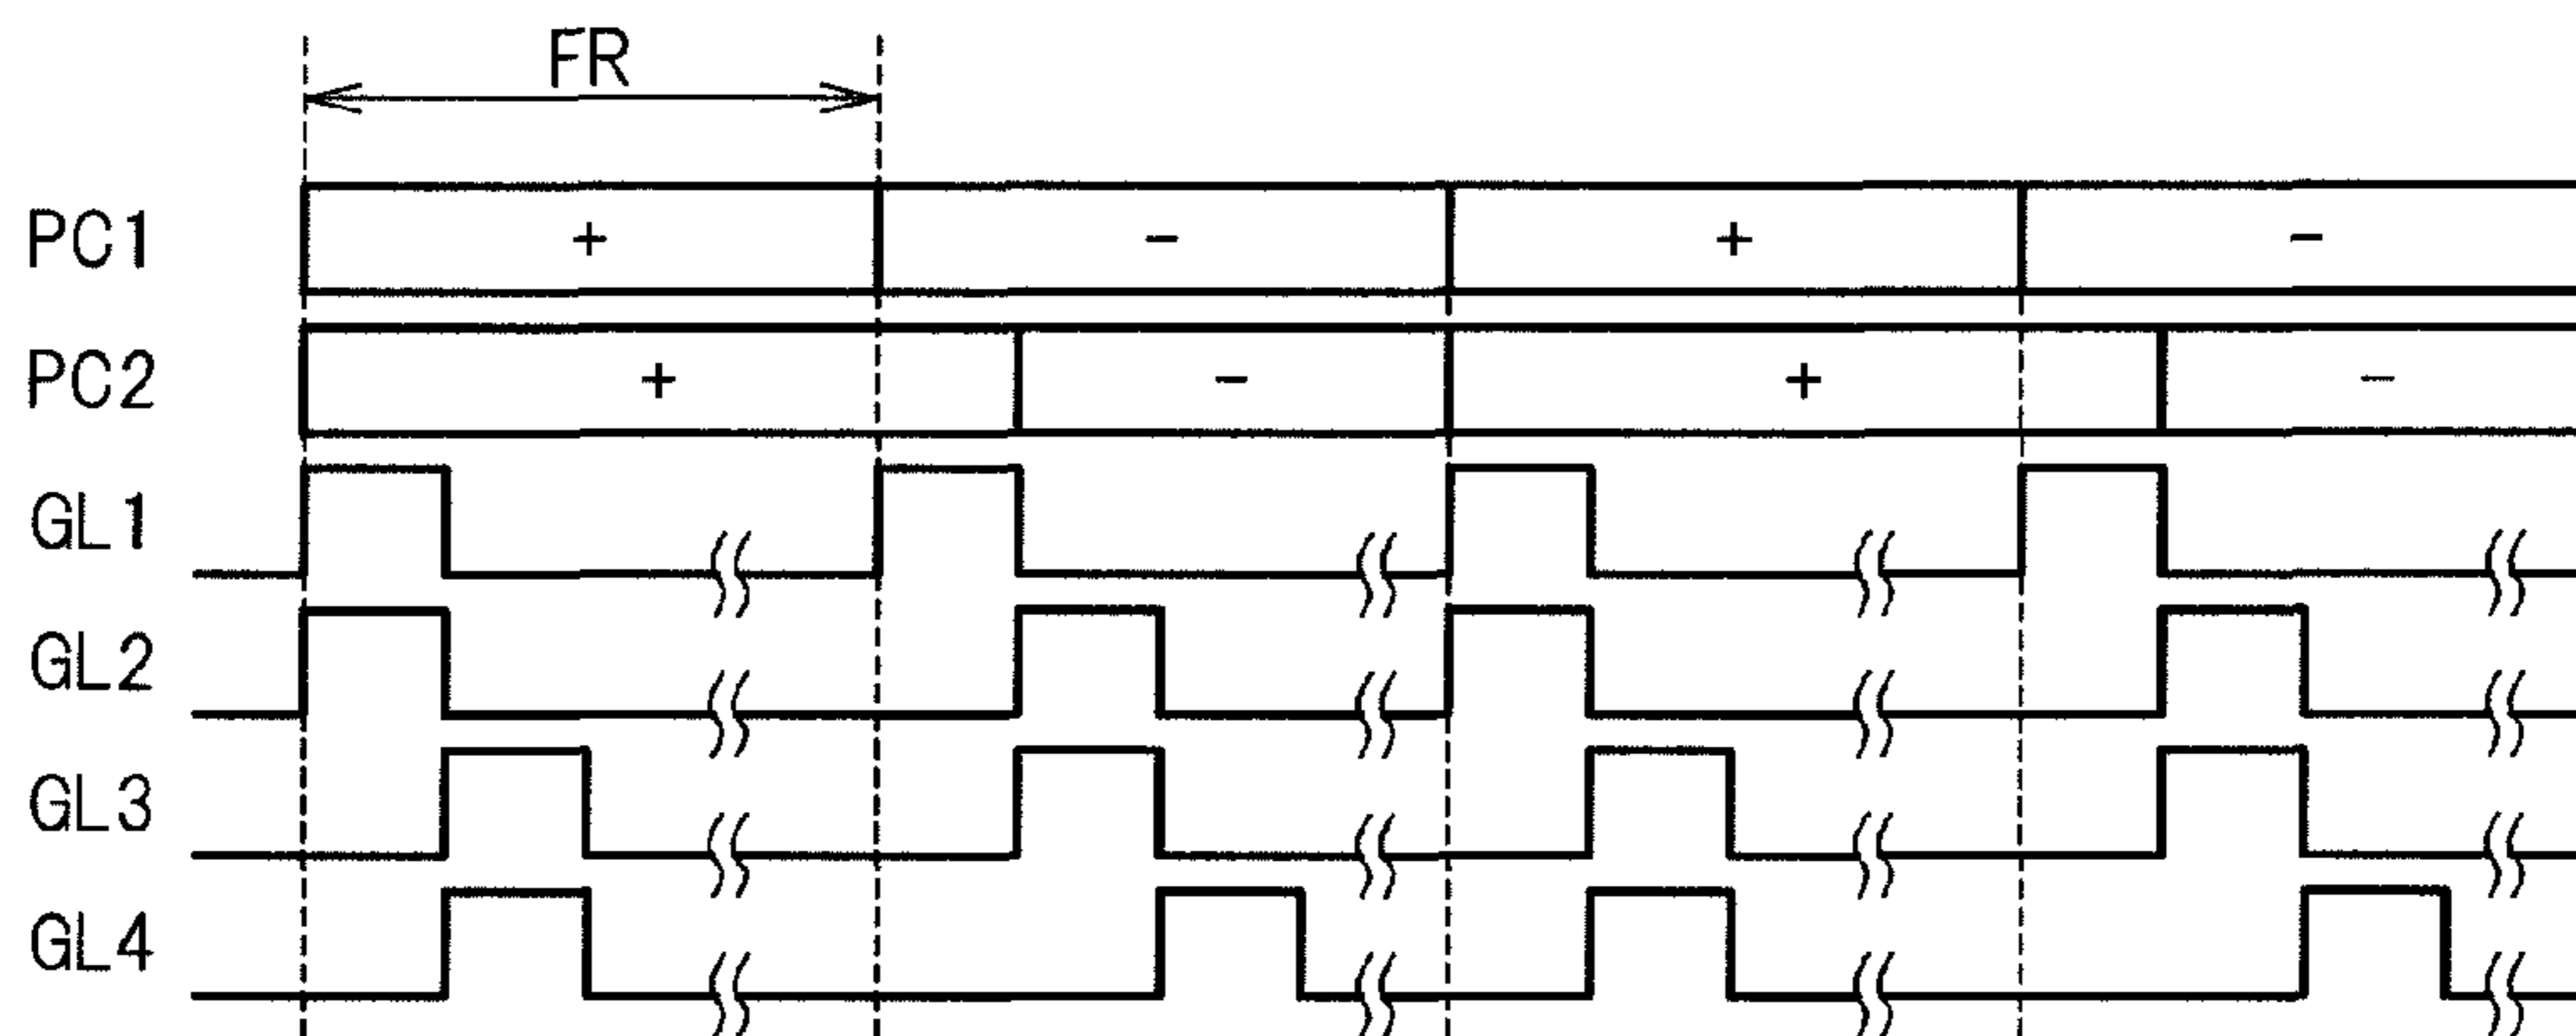 FR
PC1 + - + -
PC2 + - + -
GL1
GL2
GL3
GL4